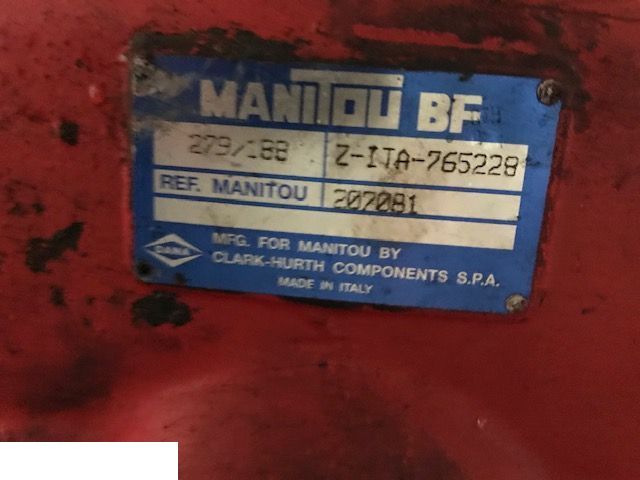 MANITOU BF
279/188 Z-ITA-765228
REF. MANITOU 207081
DANA
MFG. FOR MANITOU BY
CLARK-HURTH COMPONENTS S.P.A.
MADE IN ITALY